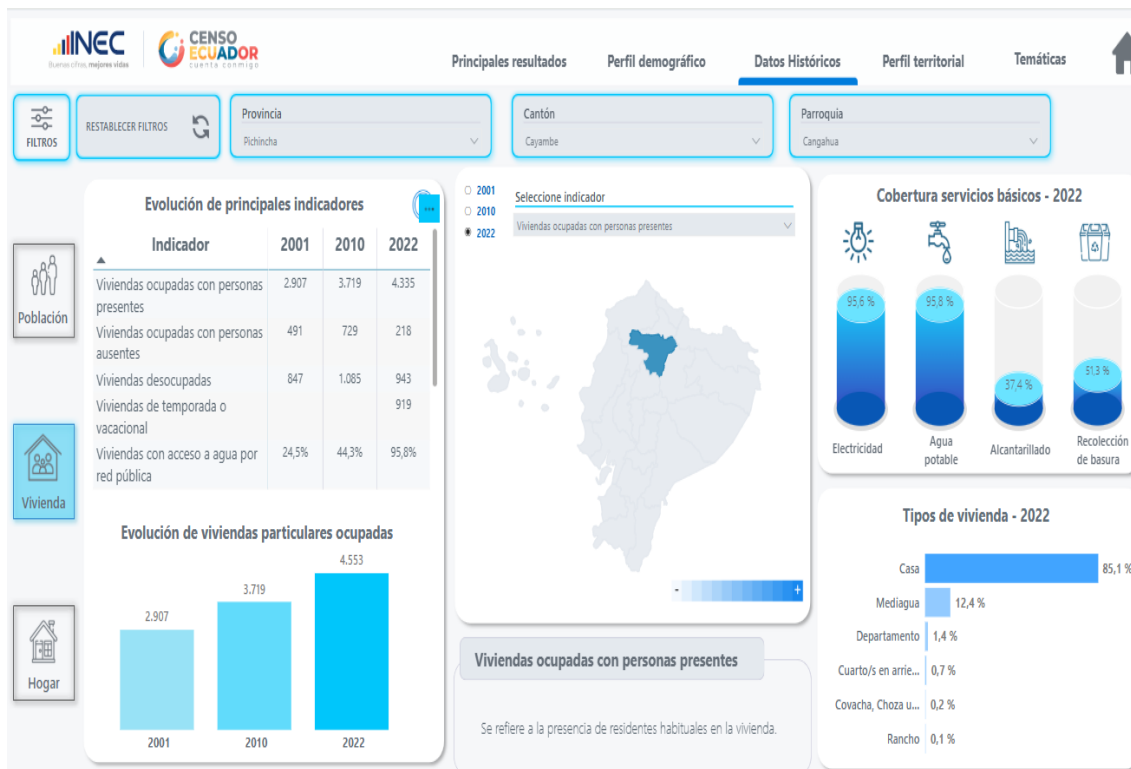 INEC
Buenas cifras, mejores vidas
CENSO
ECUADOR
cuenta conmigo
Principales resultados
Perfil demográfico
Datos Históricos
Perfil territorial
Temáticas
FILTROS
RESTABLECER FILTROS
Provincia
Pichincha
Cantón
Cayambe
Parroquia
Cangahua
Población
Vivienda
Hogar
Evolución de principales indicadores
...
Indicador 2001 2010 2022
Viviendas ocupadas con personas 2.907 3.719 4.335
presentes
Viviendas ocupadas con personas 491 729 218
ausentes
Viviendas desocupadas 847 1.085 943
Viviendas de temporada o 919
vacacional
Viviendas con acceso a agua por 24,5% 44,3% 95,8%
red pública
Evolución de viviendas particulares ocupadas
2.907
3.719
4.553
2001 2010 2022
2001
2010
2022
Seleccione indicador
Viviendas ocupadas con personas presentes
- +
Viviendas ocupadas con personas presentes
Se refiere a la presencia de residentes habituales en la vivienda.
Cobertura servicios básicos - 2022
95,6 %
95,8 %
37,4 %
51,3 %
Electricidad
Agua
potable
Alcantarillado
Recolección
de basura
Tipos de vivienda - 2022
Casa 85,1 %
Mediagua 12,4 %
Departamento 1,4 %
Cuarto/s en arrie... 0,7 %
Covacha, Choza u... 0,2 %
Rancho 0,1 %